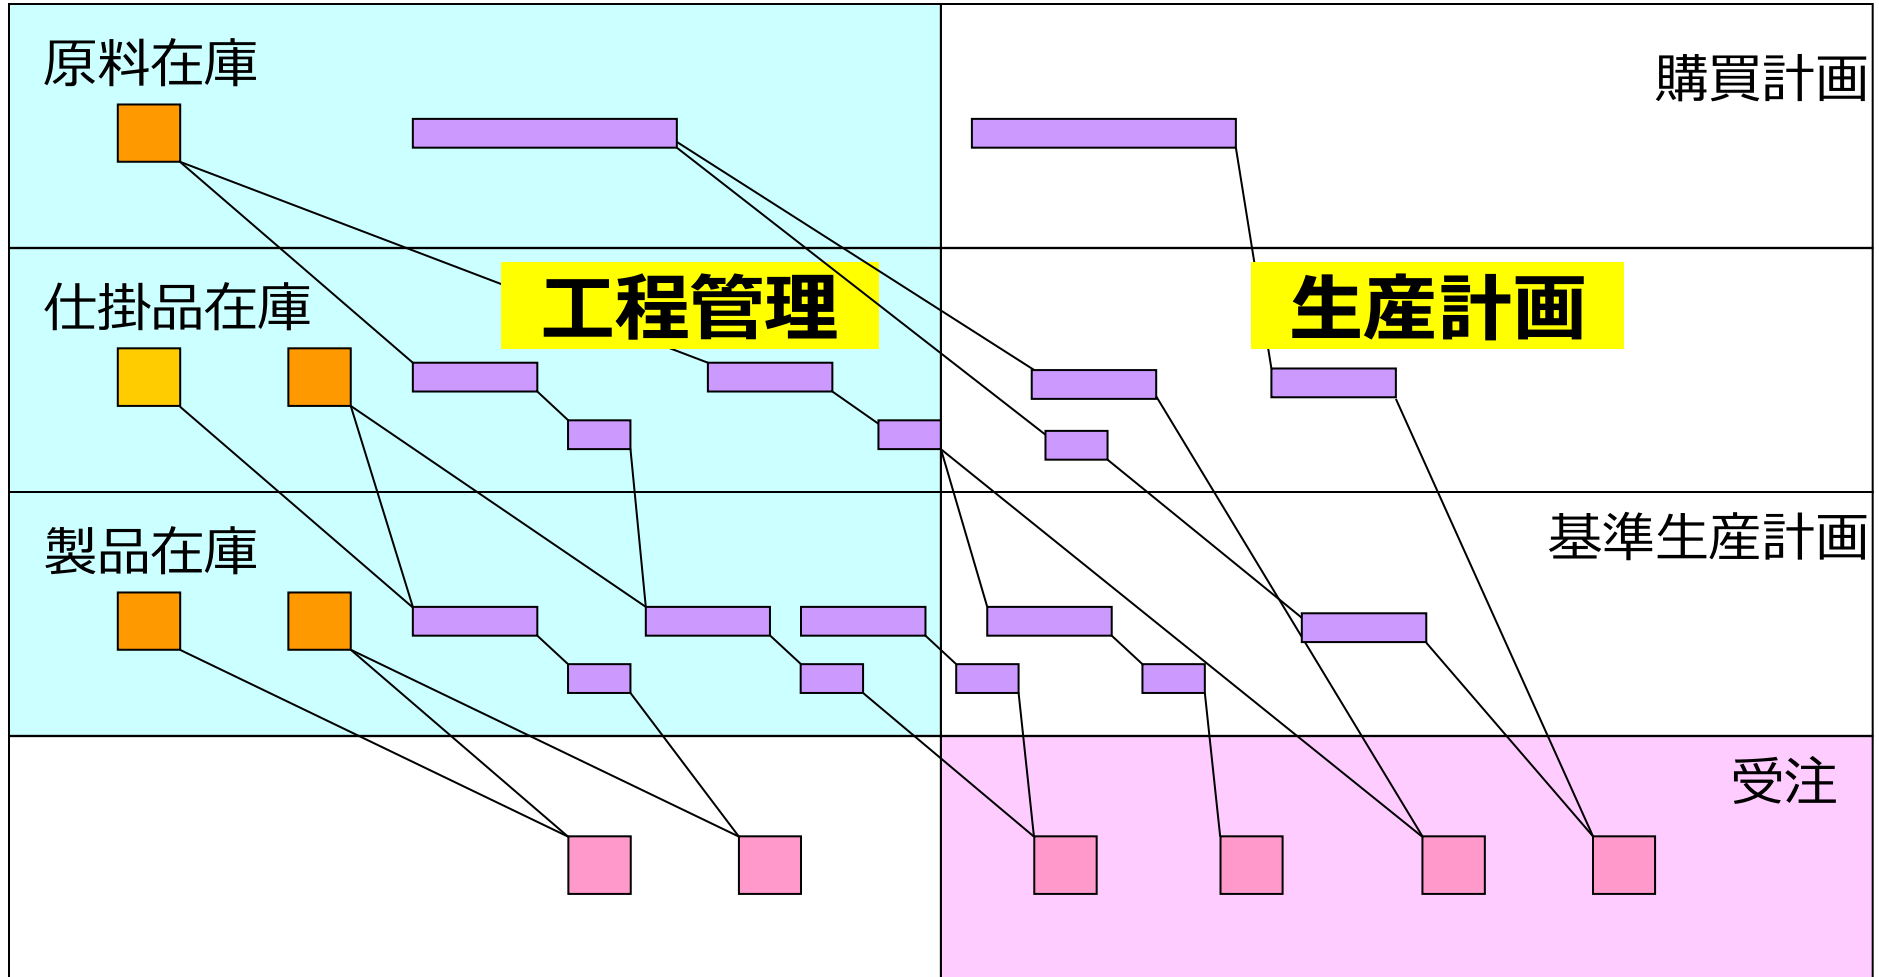 原料在庫
購買計画
仕掛品在庫
工程管理
生産計画
製品在庫
基準生産計画
受注